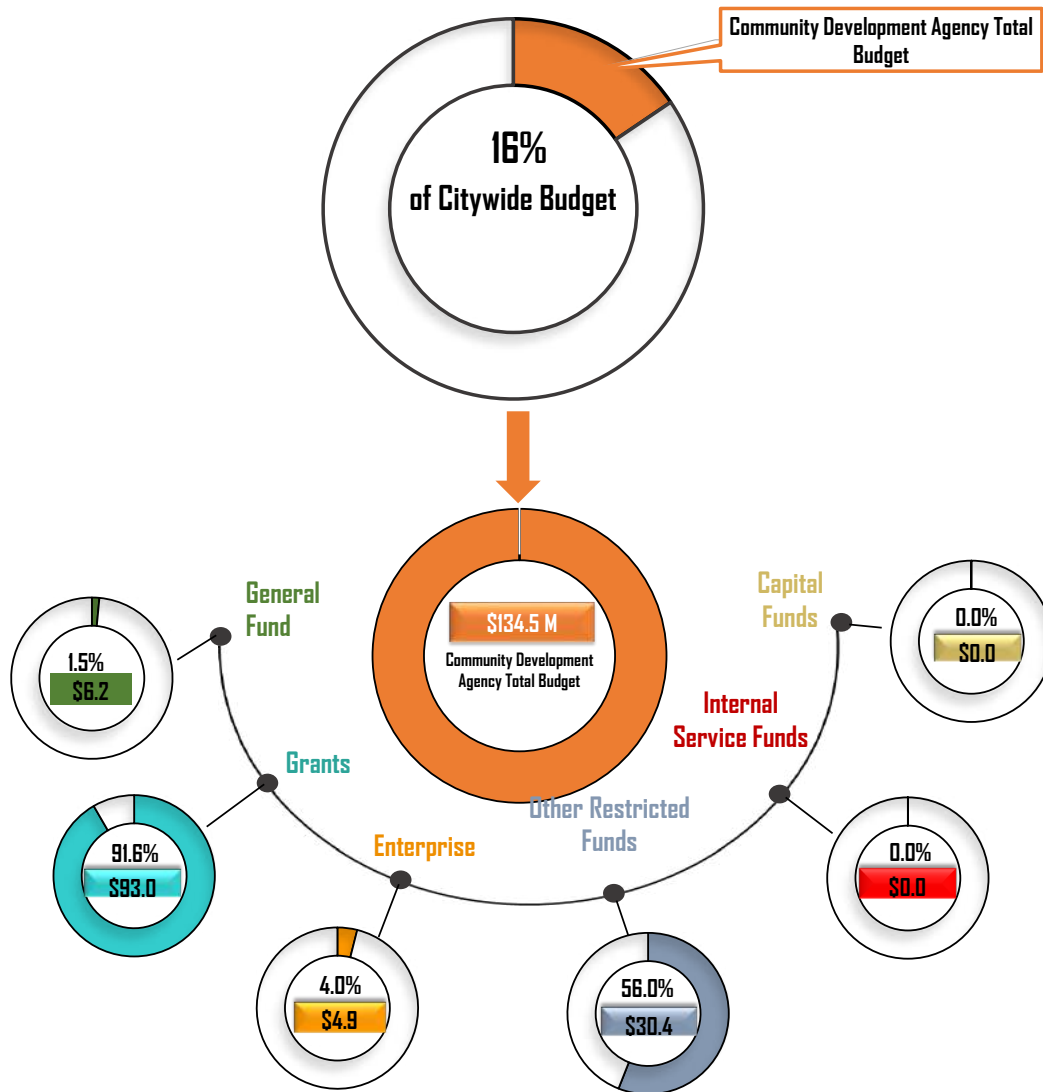 Community Development Agency Total
Budget
16%
of Citywide Budget
$134.5 M
Community Development
Agency Total Budget
General
Fund
1.5%
$6.2
Grants
91.6%
$93.0
Enterprise
4.0%
$4.9
Other Restricted
Funds
56.0%
$30.4
Internal
Service Funds
0.0%
$0.0
Capital
Funds
0.0%
$0.0